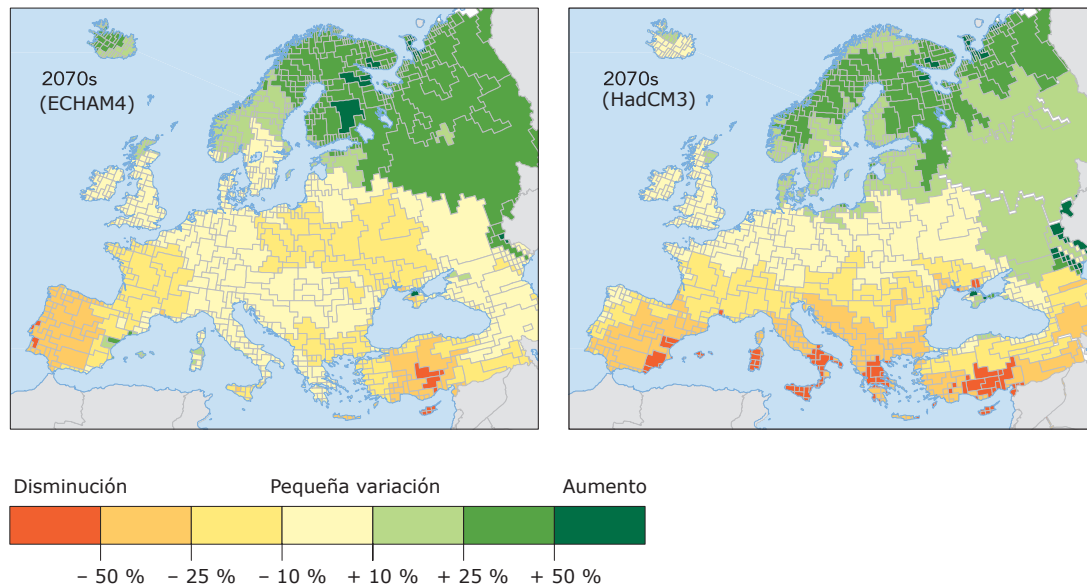 2070s
(ECHAM4)
2070s
(HadCM3)
Disminución Pequeña variación Aumento
– 50 % – 25 % – 10 % + 10 % + 25 % + 50 %